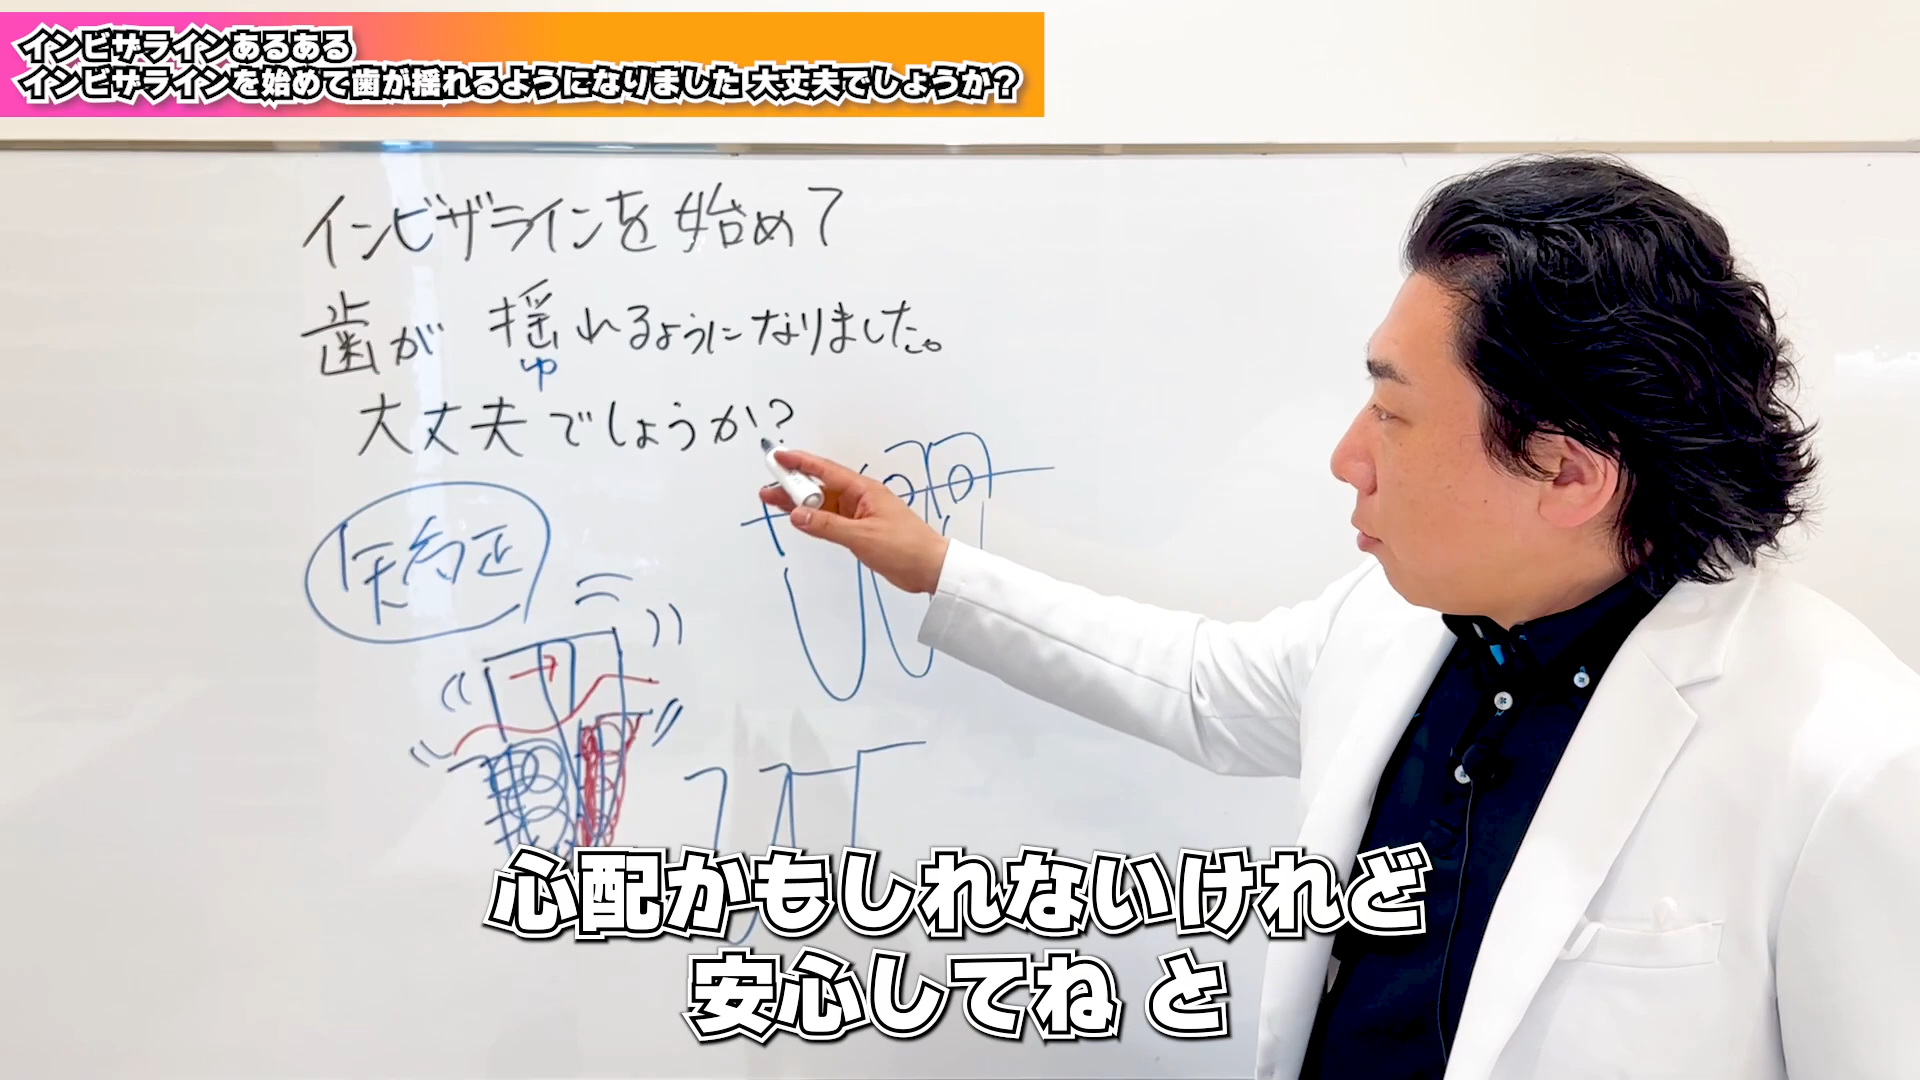 インビザラインあるある
インビザラインを始めて歯が揺れるようになりました 大丈夫でしょうか?
インビザラインを始めて
歯が 揺れるようになりました。
ゆ
大丈夫でしょうか?
矯正
心配かもしれないけれど
安心してね と